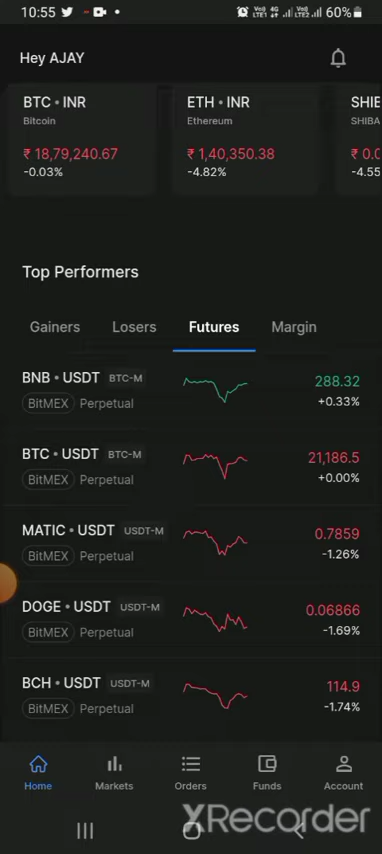 10:55 60%
Hey AJAY
BTC • INR ETH • INR SHIB
Bitcoin Ethereum SHIBA
₹ 18,79,240.67 ₹ 1,40,350.38 ₹ 0.0
-0.03% -4.82% -4.55
Top Performers
Gainers Losers Futures Margin
BNB • USDT BTC-M 288.32
BitMEX Perpetual +0.33%
BTC • USDT BTC-M 21,186.5
BitMEX Perpetual +0.00%
MATIC • USDT USDT-M 0.7859
BitMEX Perpetual -1.26%
DOGE • USDT USDT-M 0.06866
BitMEX Perpetual -1.69%
BCH • USDT USDT-M 114.9
BitMEX Perpetual -1.74%
Home Markets Orders Funds Account
XRecorder